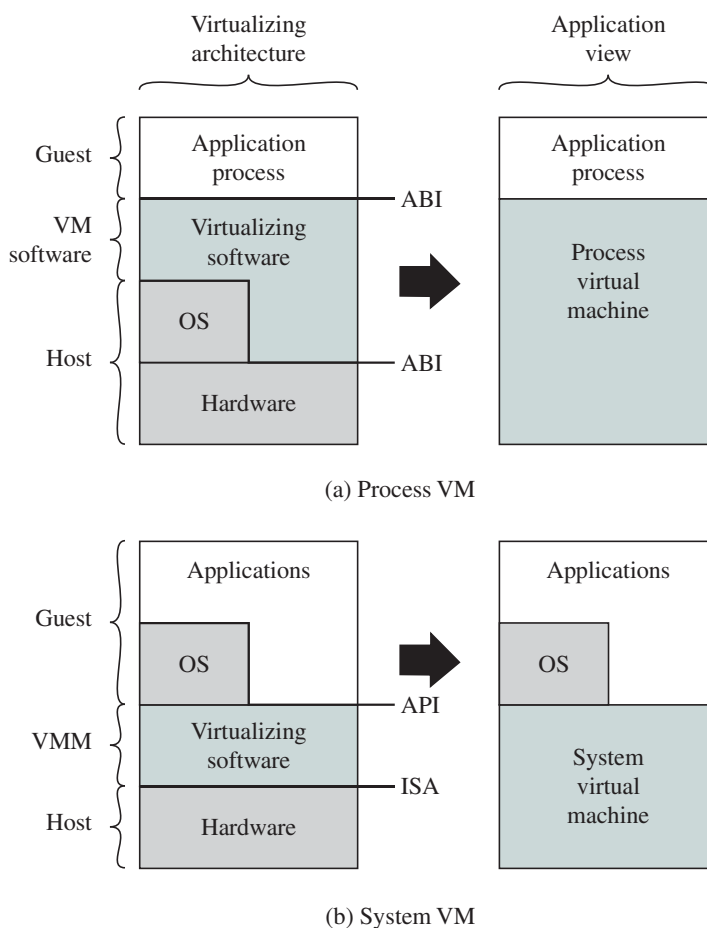 Virtualizing
architecture
Application
view
Guest
Application
process
Application
process
ABI
VM
software
Virtualizing
software
Process
virtual
machine
OS
Host
ABI
Hardware
(a) Process VM
Applications
Applications
Guest
OS
OS
API
VMM
Virtualizing
software
System
virtual
machine
ISA
Host
Hardware
(b) System VM